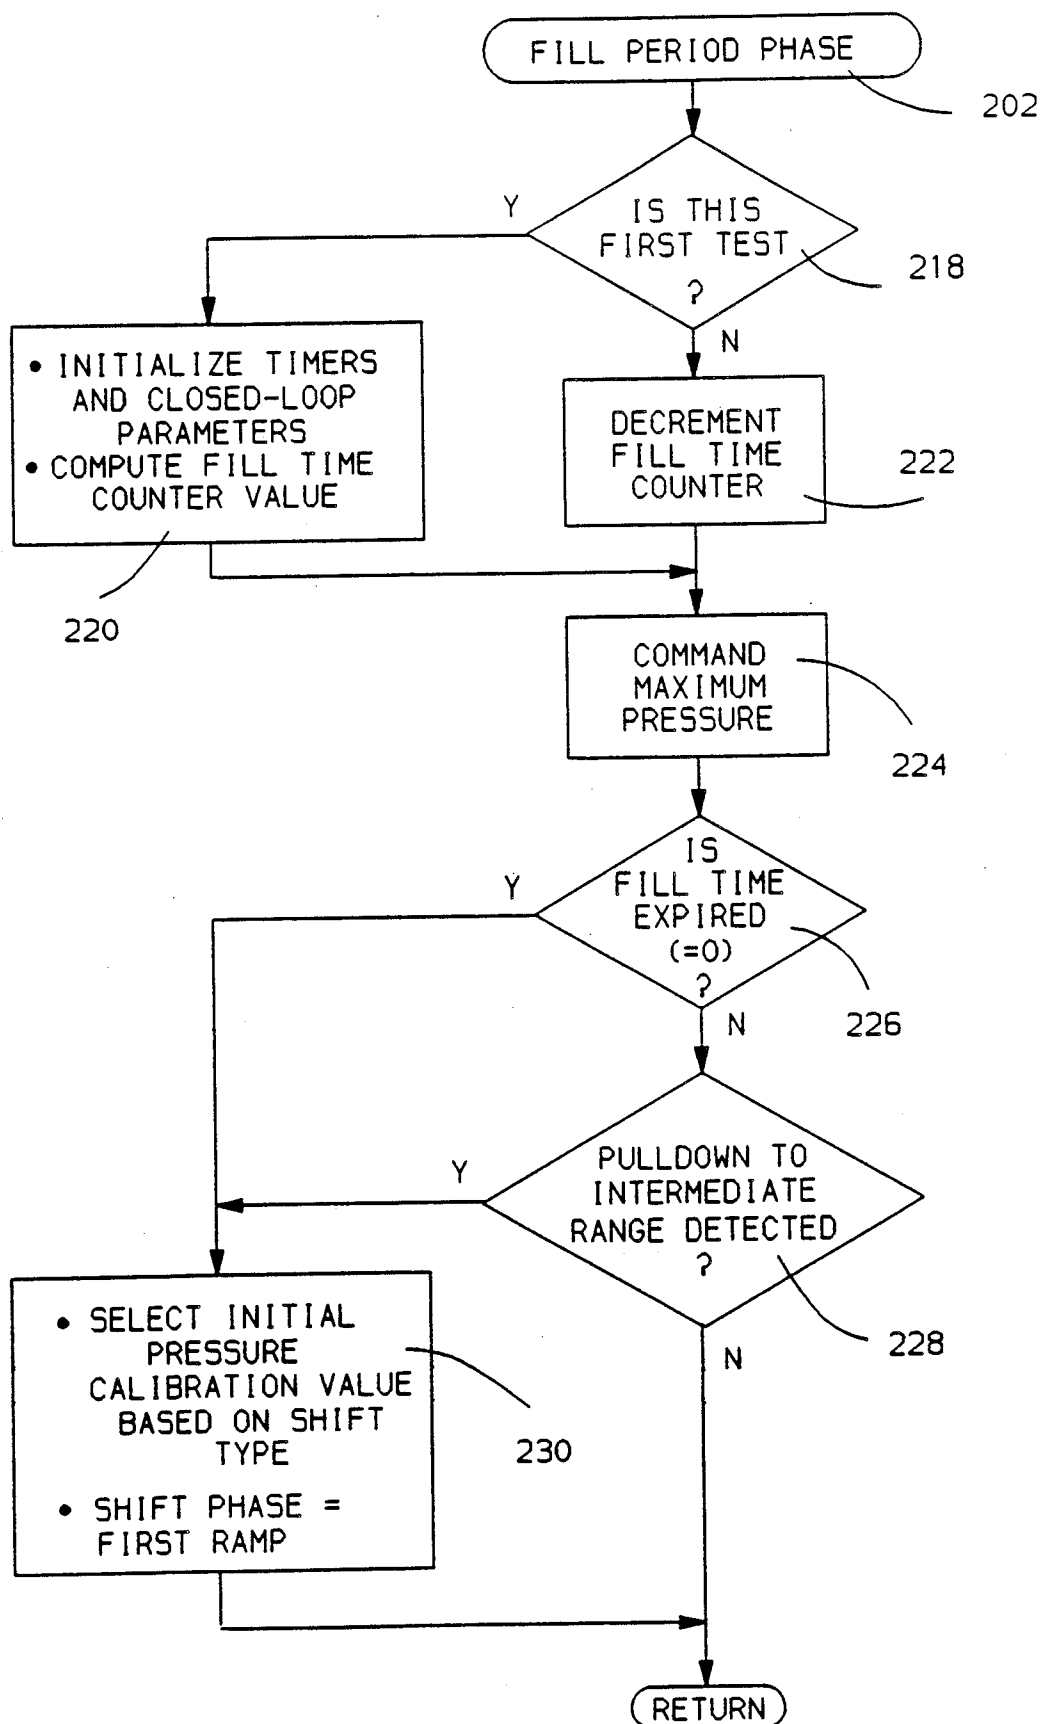 FILL PERIOD PHASE
202
Y
IS THIS
FIRST TEST
?
218
N
• INITIALIZE TIMERS
AND CLOSED-LOOP
PARAMETERS
• COMPUTE FILL TIME
COUNTER VALUE
220
DECREMENT
FILL TIME
COUNTER
222
COMMAND
MAXIMUM
PRESSURE
224
Y
IS
FILL TIME
EXPIRED
(=0)
?
226
N
Y
PULLDOWN TO
INTERMEDIATE
RANGE DETECTED
?
228
N
• SELECT INITIAL
PRESSURE
CALIBRATION VALUE
BASED ON SHIFT
TYPE
• SHIFT PHASE =
FIRST RAMP
230
RETURN